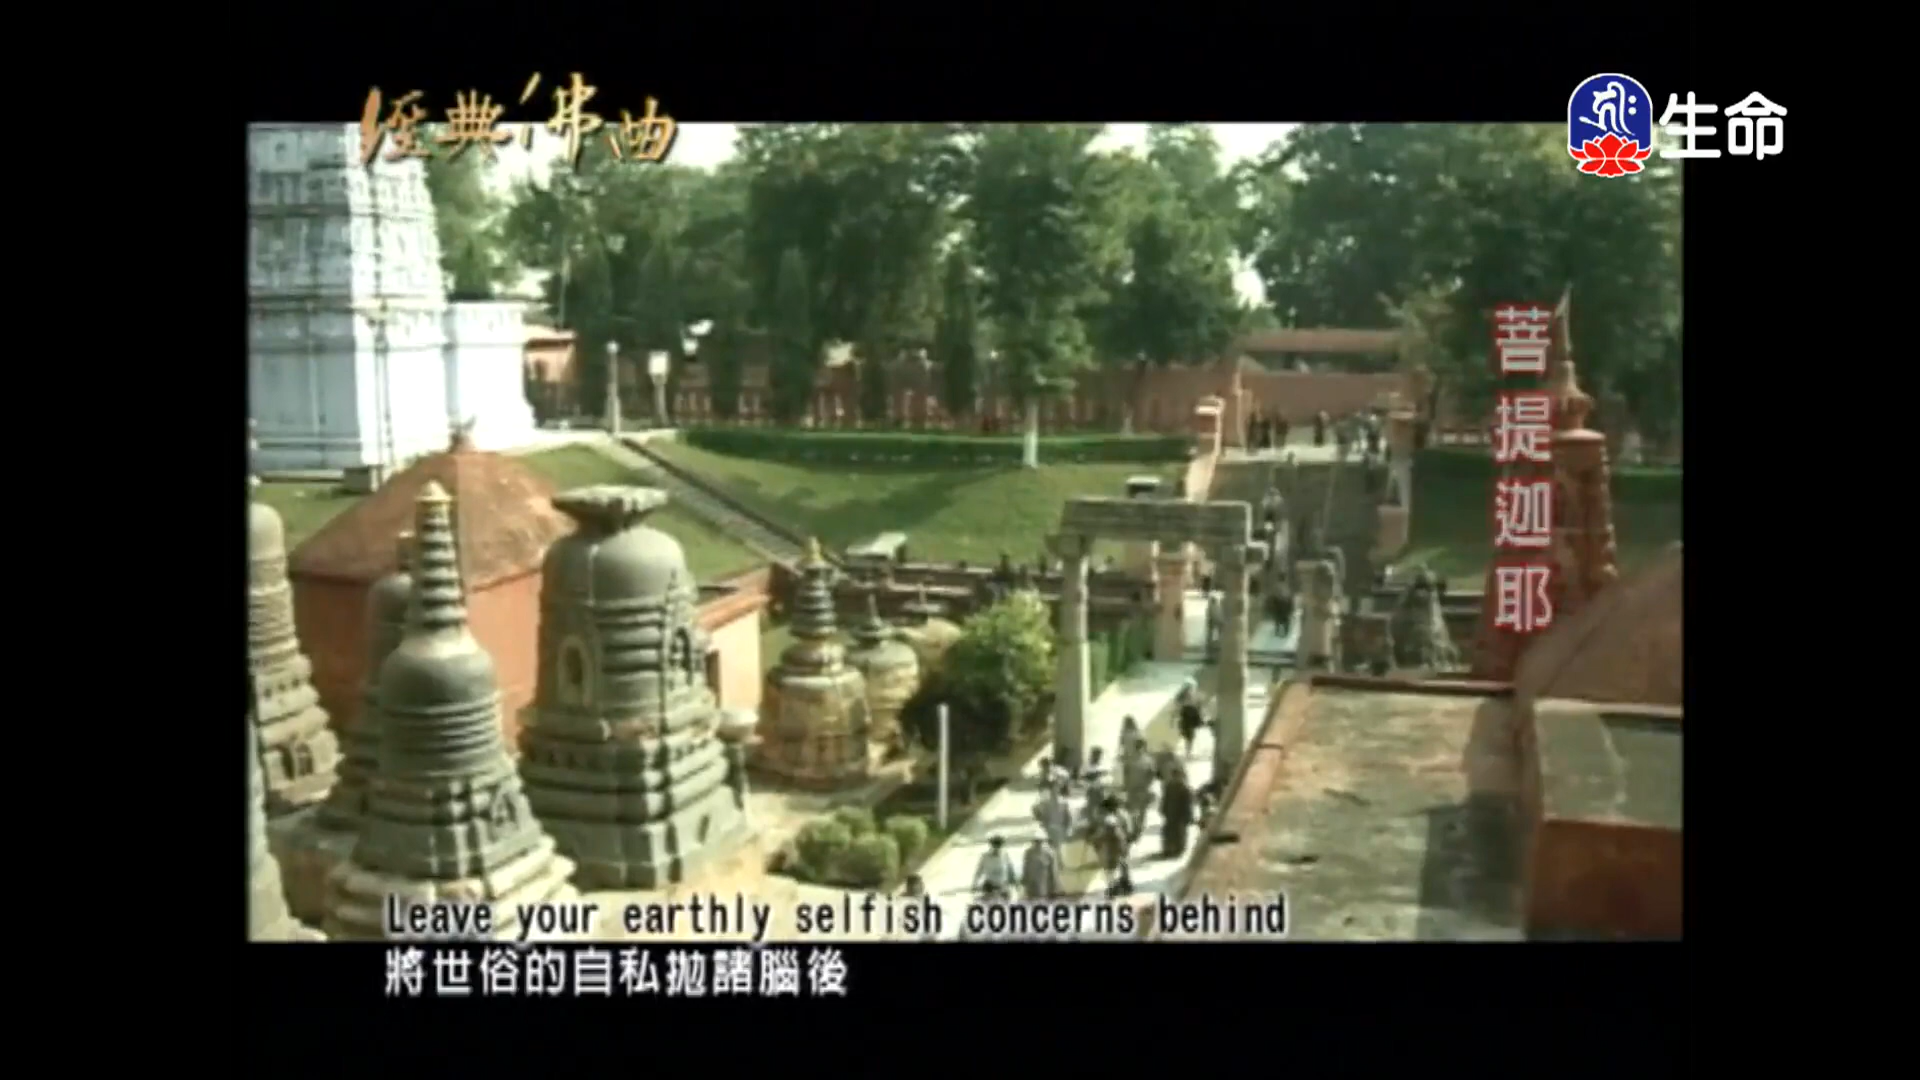 經典佛曲
生命
菩提迦耶
Leave your earthly selfish concerns behind
將世俗的自私拋諸腦後